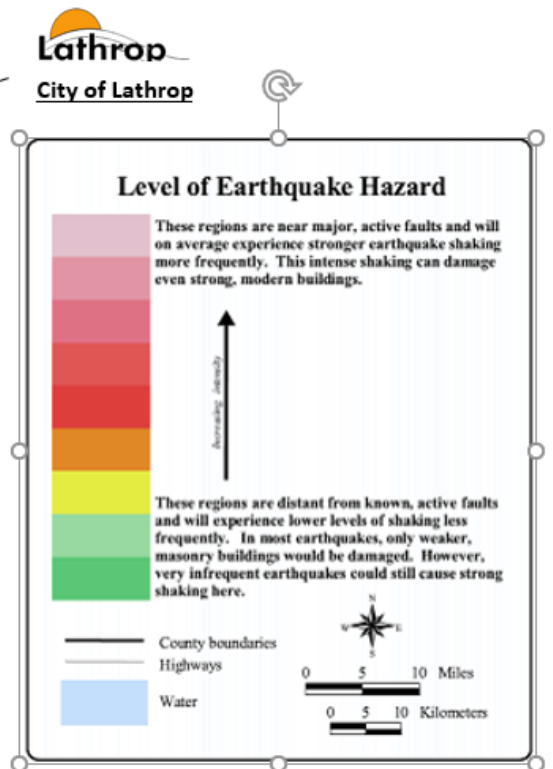 Lathrop
City of Lathrop
Level of Earthquake Hazard
These regions are near major, active faults and will
on average experience stronger earthquake shaking
more frequently. This intense shaking can damage
even strong, modern buildings.
Increasing intensity
These regions are distant from known, active faults
and will experience lower levels of shaking less
frequently. In most earthquakes, only weaker,
masonry buildings would be damaged. However,
very infrequent earthquakes could still cause strong
shaking here.
N
W E
S
County boundaries
Highways
Water
0 5 10 Miles
0 5 10 Kilometers